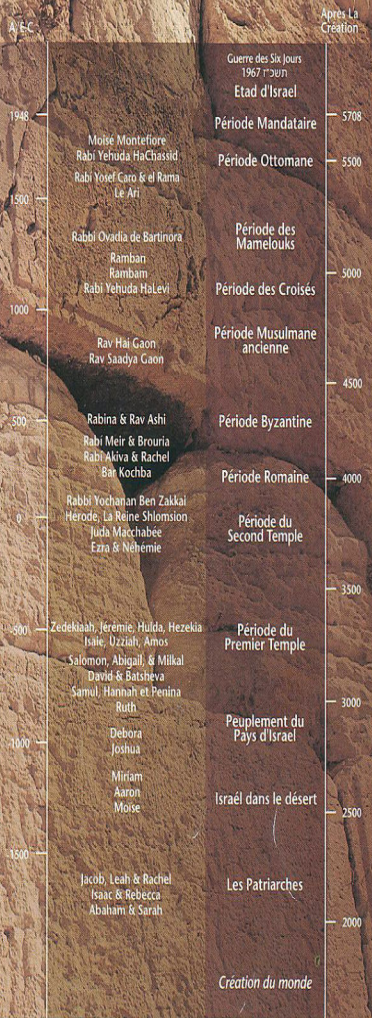 A/E-C
Après La
Création
Guerre des Six Jours
1967 תשכ"ז
Etad d'Israel
1948
5708
Période Mandataire
Moise Montefiore
Rabi Yehuda HaChassid
Période Ottomane
5500
Rabi Yosef Caro & el Rama
Le Ari
1500
Rabbi Ovadia de Bartinora
Période des
Mamelouks
Ramban
Rambam
Rabi Yehuda HaLevi
5000
Période des Croisés
1000
Période Musulmane
ancienne
Rav Hai Gaon
Rav Saadya Gaon
4500
500
Rabina & Rav Ashi
Période Byzantine
Rabi Meir & Brouria
Rabi Akiva & Rachel
Bar Kochba
Période Romaine
4000
Rabbi Yochanan Ben Zakkai
Herode, La Reine Shlomsion
Juda Macchabée
Ezra & Néhémie
0
Période du
Second Temple
3500
Zedekiaah, Jérémie, Hulda, Hezekia
Isaie, Uzziah, Amos
-500
Période du
Premier Temple
Salomon, Abigail, & Milkal
David & Batsheva
Samul, Hannah et Penina
Ruth
3000
Peuplement du
Pays d'Israel
Debora
Joshua
-1000
Miriam
Aaron
Moise
Israél dans le désert
2500
-1500
Jacob, Leah & Rachel
Isaac & Rebecca
Abaham & Sarah
Les Patriarches
2000
Création du monde